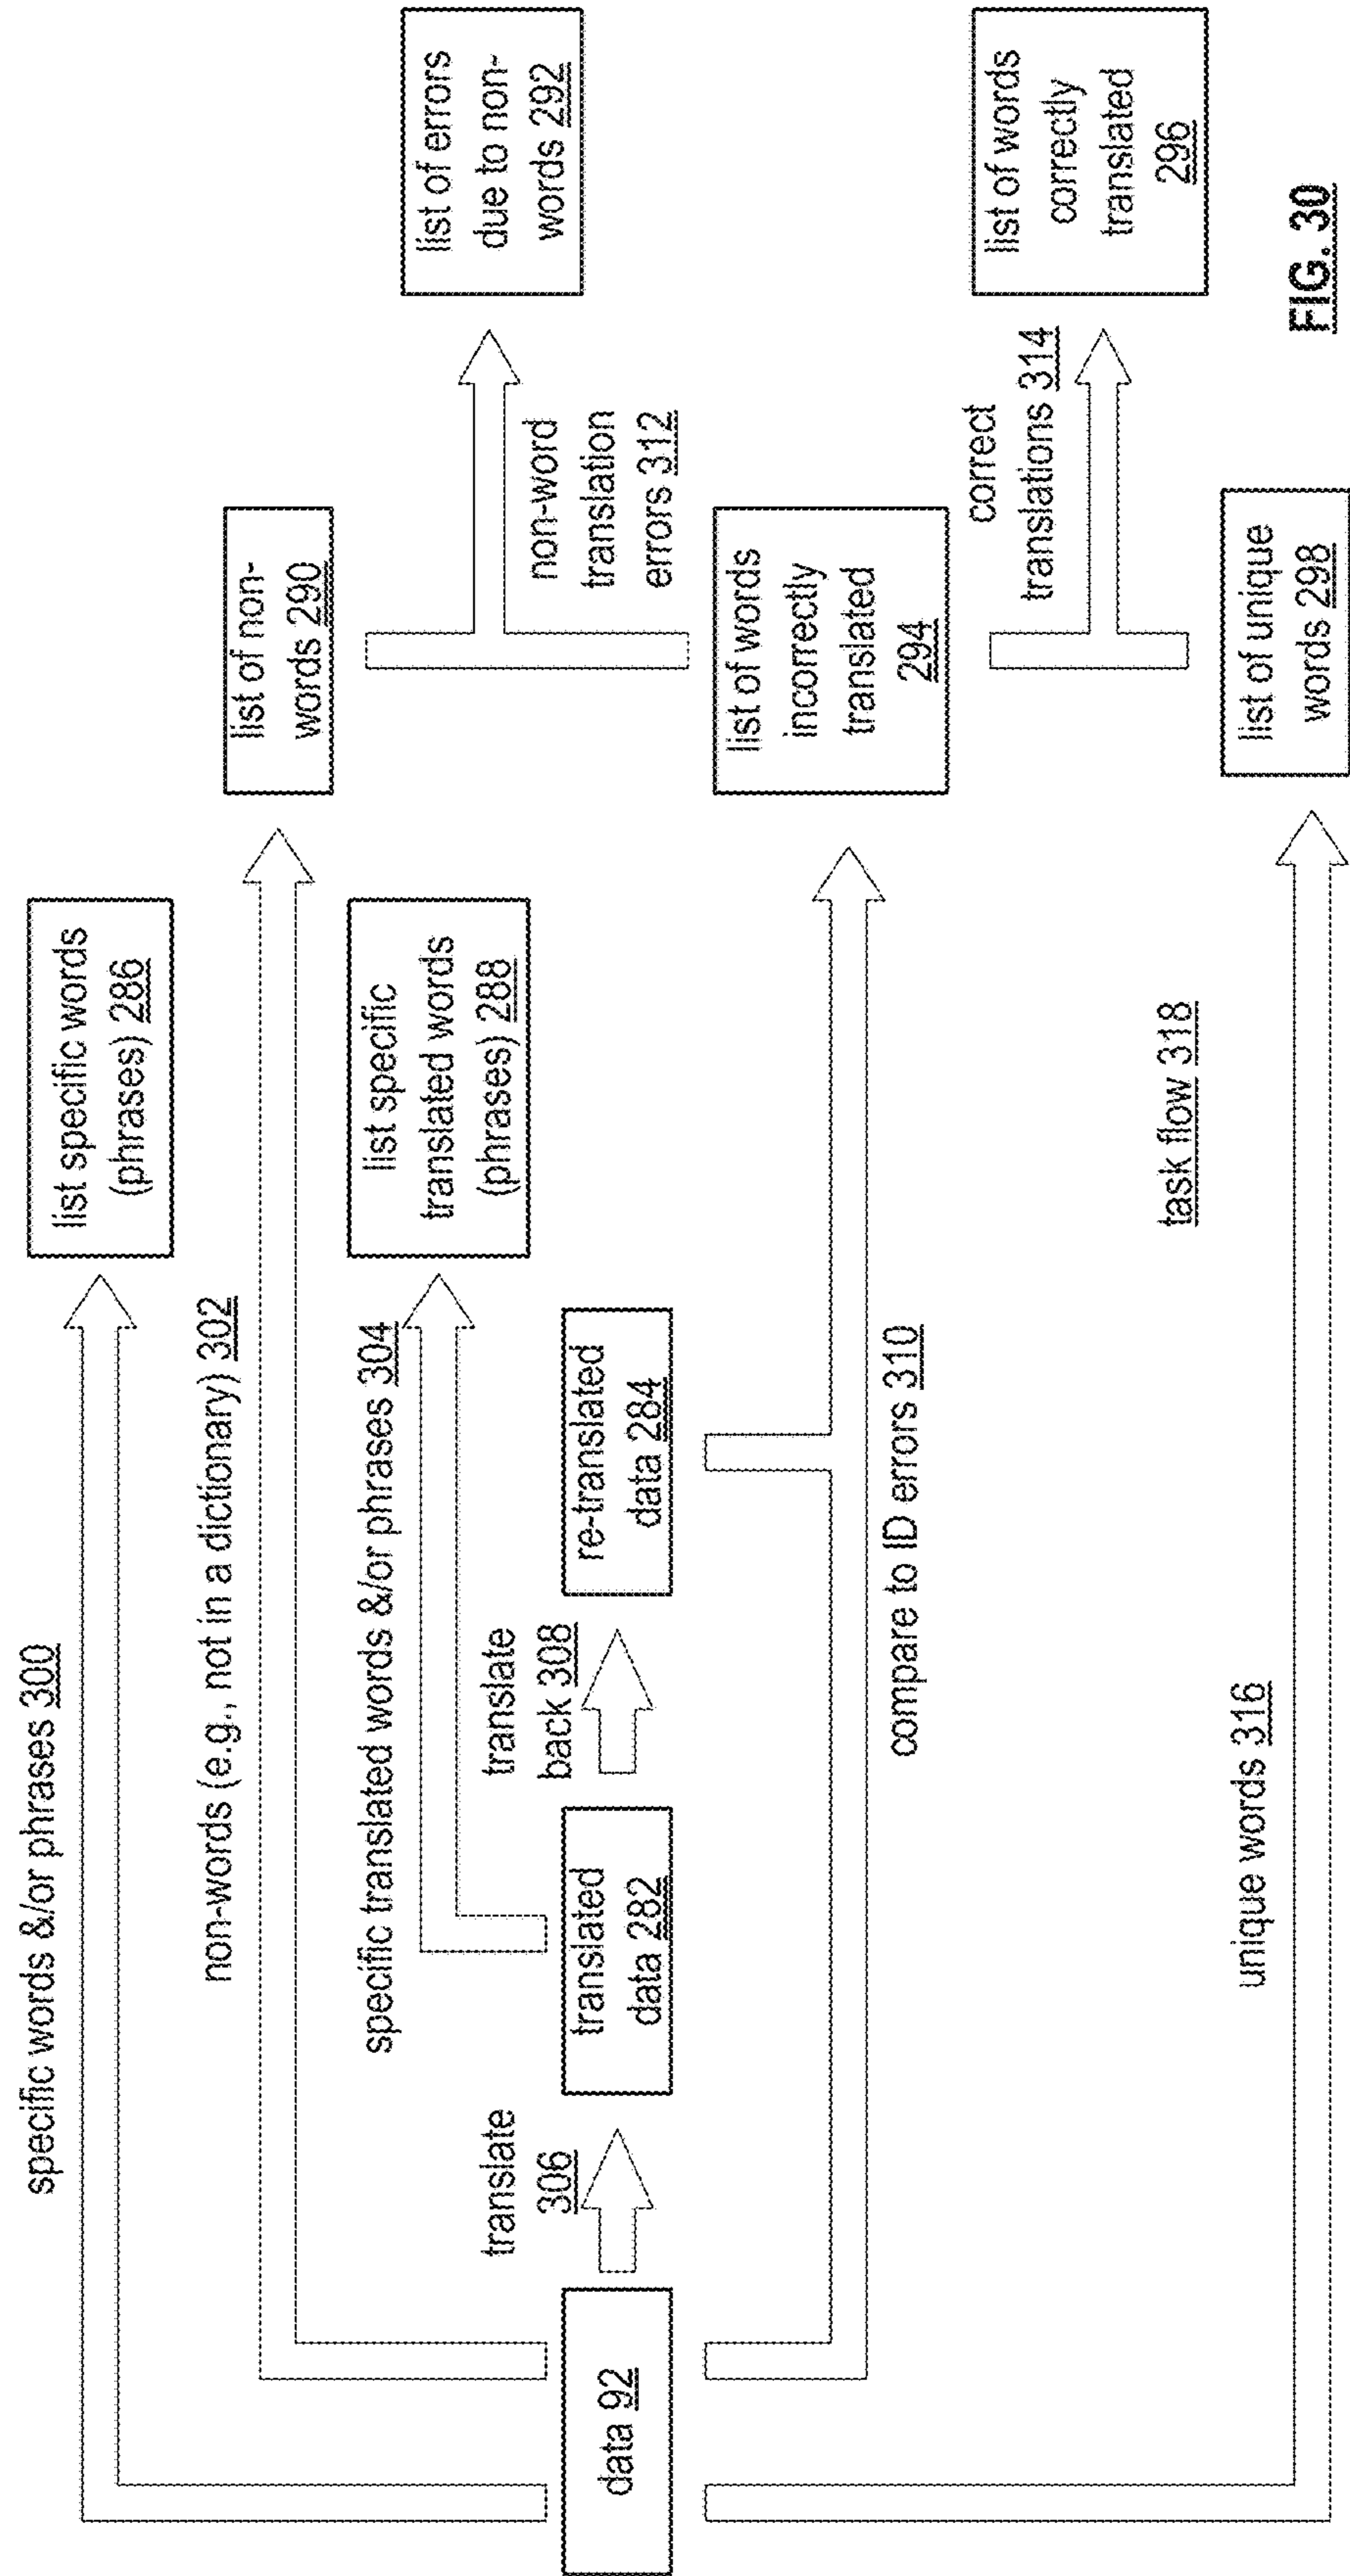 specific words &/or phrases 300
list specific words
(phrases) 286
non-words (e.g., not in a dictionary) 302
list of non-
words 290
list of errors
due to non-
words 292
specific translated words &/or phrases 304
list specific
translated words
(phrases) 288
non-word
translation
errors 312
data 92
translate
306
translated
data 282
translate
back 308
re-translated
data 284
compare to ID errors 310
list of words
incorrectly
translated
294
correct
translations 314
list of words
correctly
translated
296
unique words 316
task flow 318
list of unique
words 298
FIG. 30